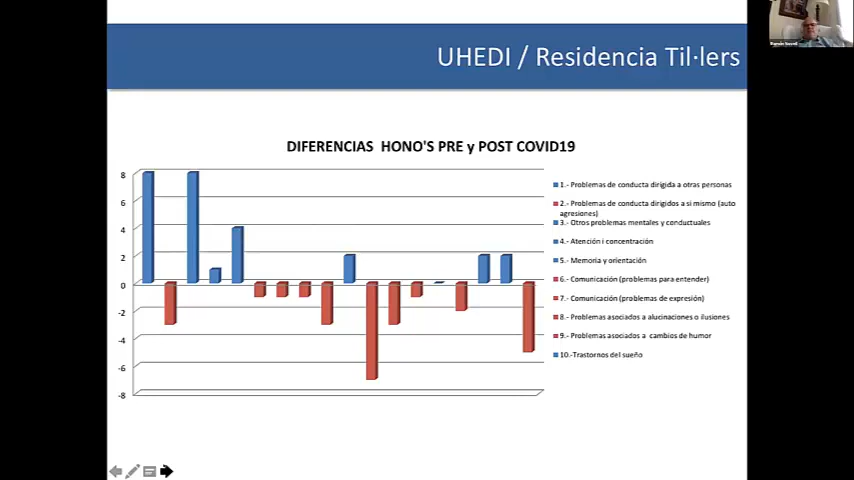 UHEDI / Residencia Til·lers
DIFERENCIAS HONO'S PRE y POST COVID19
8
6
4
2
0
-2
-4
-6
-8
1.- Problemas de conducta dirigida a otras personas
2.- Problemas de conducta dirigidos a si mismo (auto
agresiones)
3.- Otros problemas mentales y conductuales
4.- Atención i concentración
5.- Memoria y orientación
6.- Comunicación (problemas para entender)
7.- Comunicación (problemas de expresión)
8.- Problemas asociados a alucinaciones o ilusiones
9.- Problemas asociados a cambios de humor
10.-Trastornos del sueño